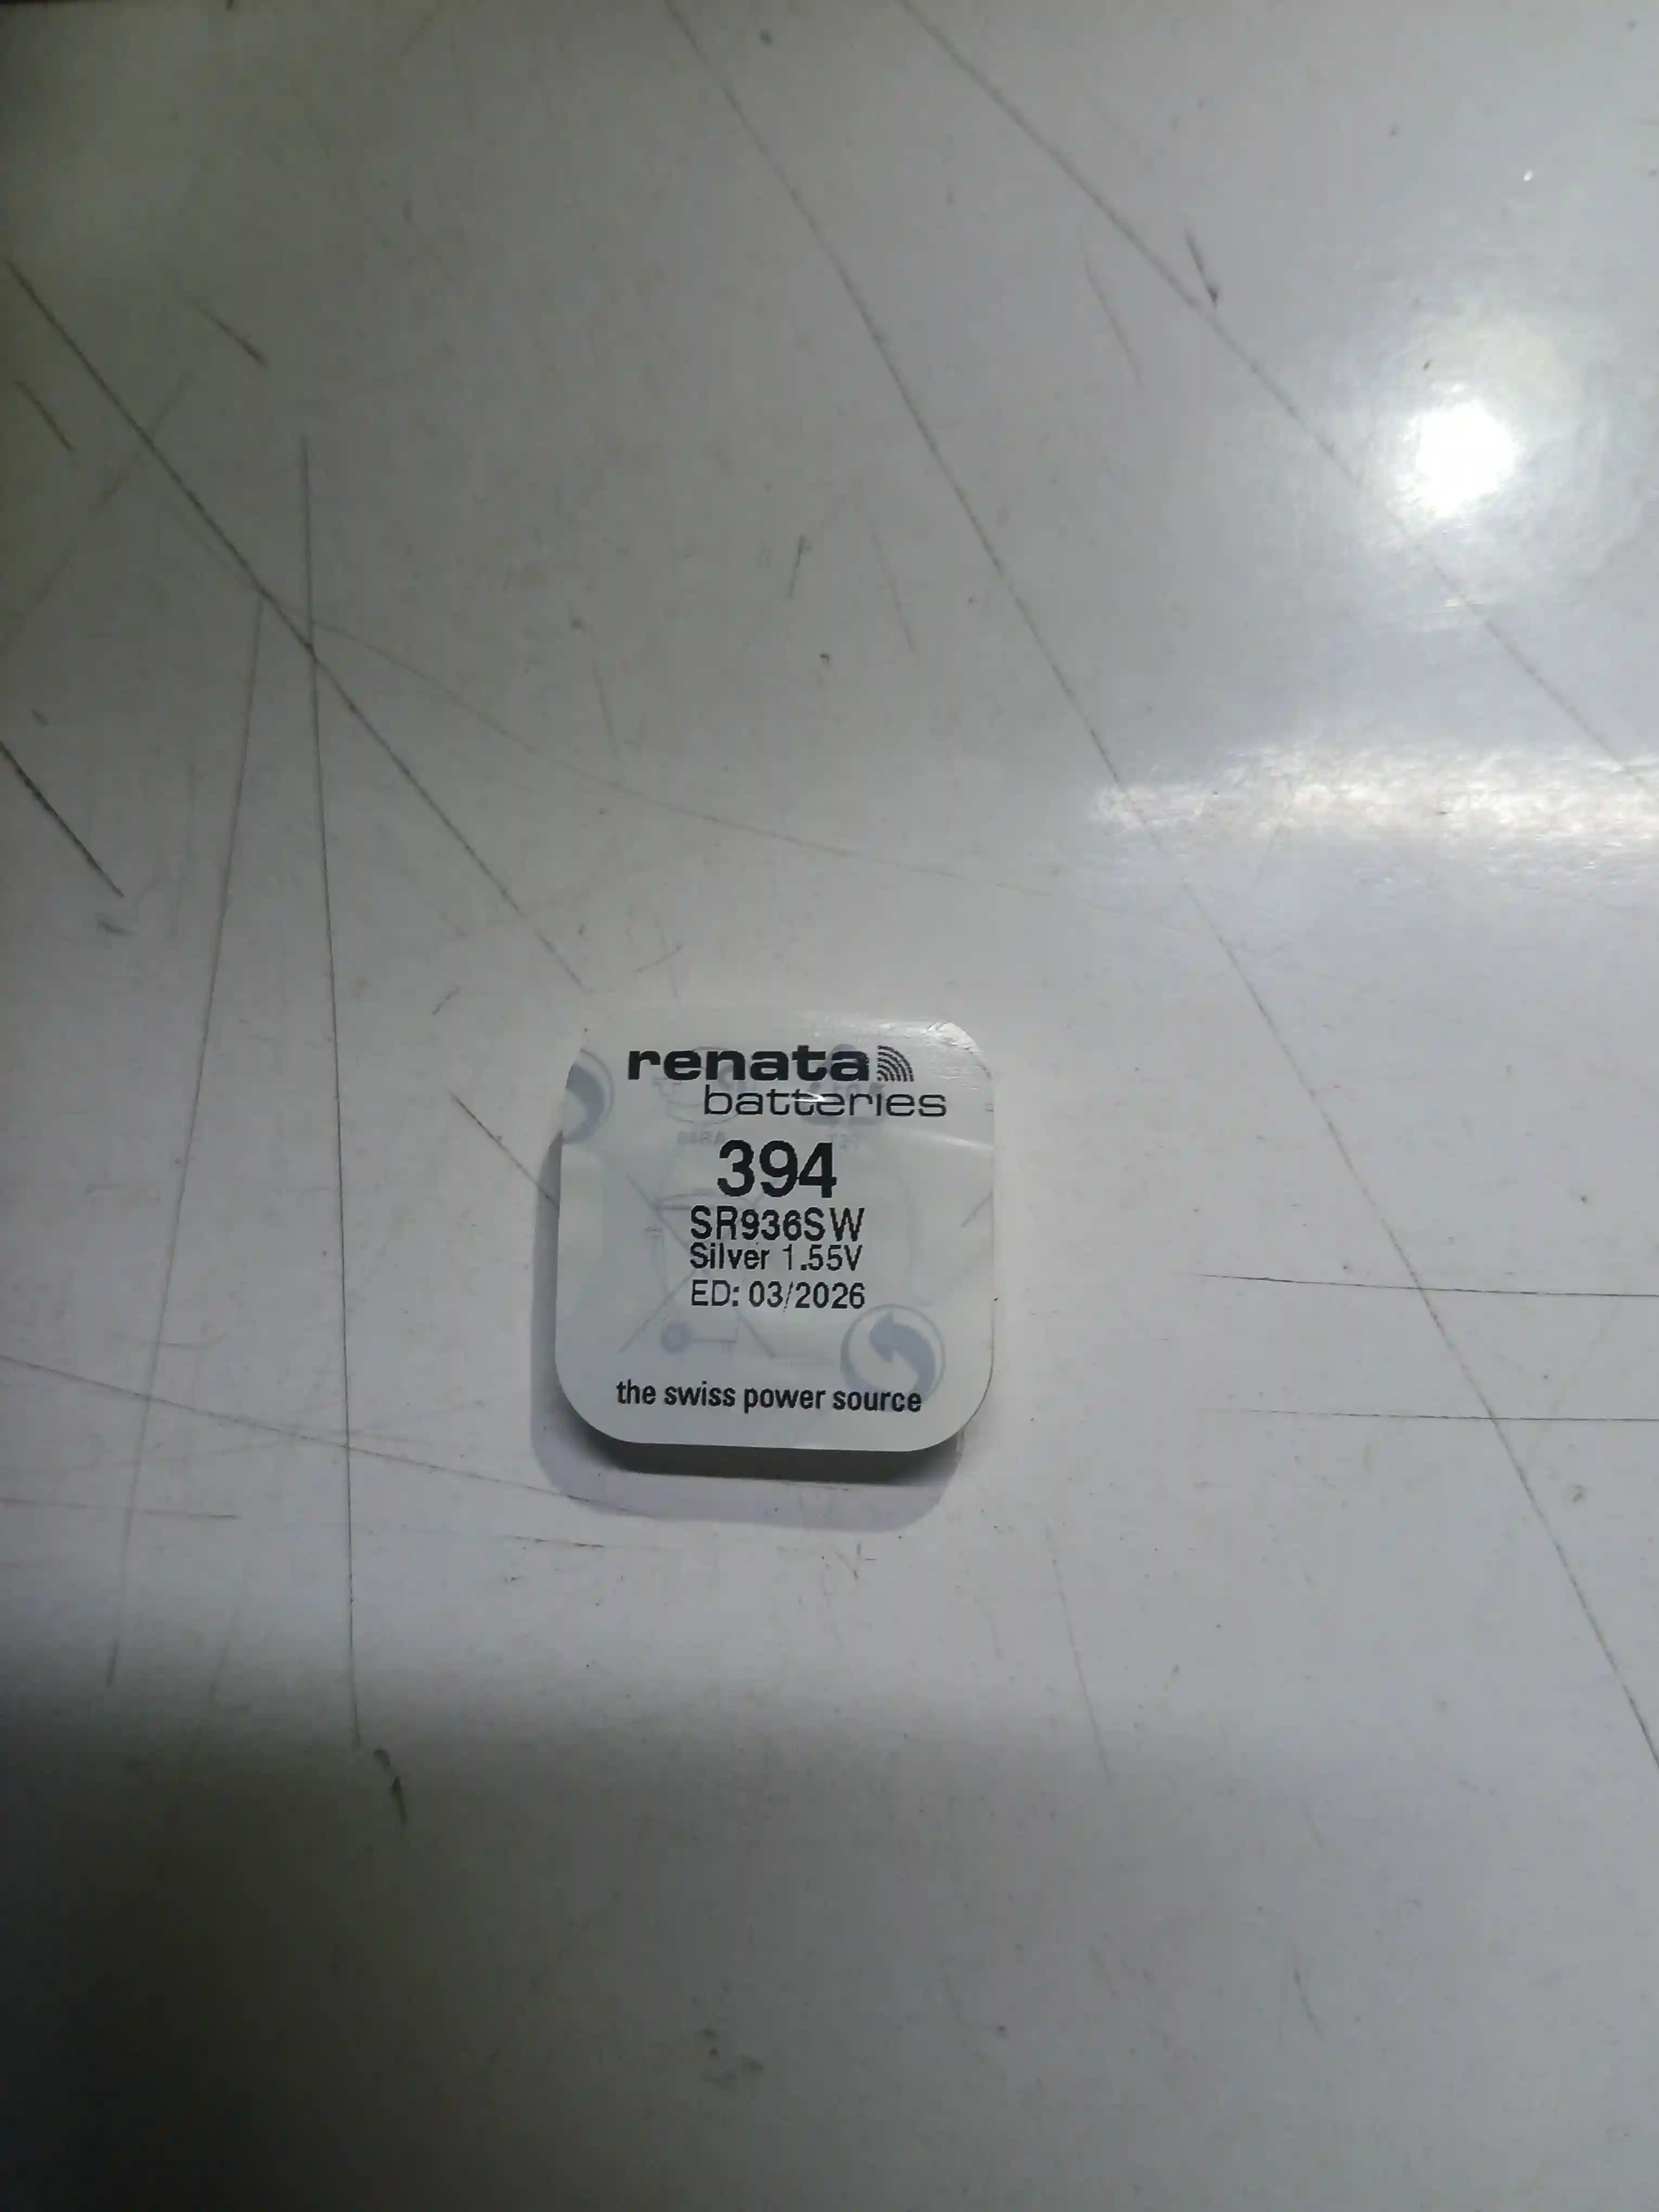 renata
batteries
394
SR936SW
Silver 1.55V
ED: 03/2026
the swiss power source